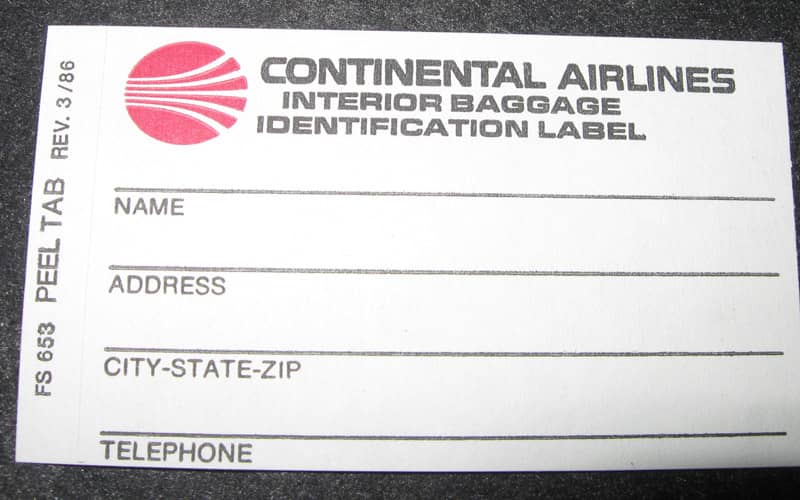 CONTINENTAL AIRLINES
INTERIOR BAGGAGE
IDENTIFICATION LABEL
NAME
ADDRESS
CITY-STATE-ZIP
TELEPHONE
FS 653 PEEL TAB REV. 3/86